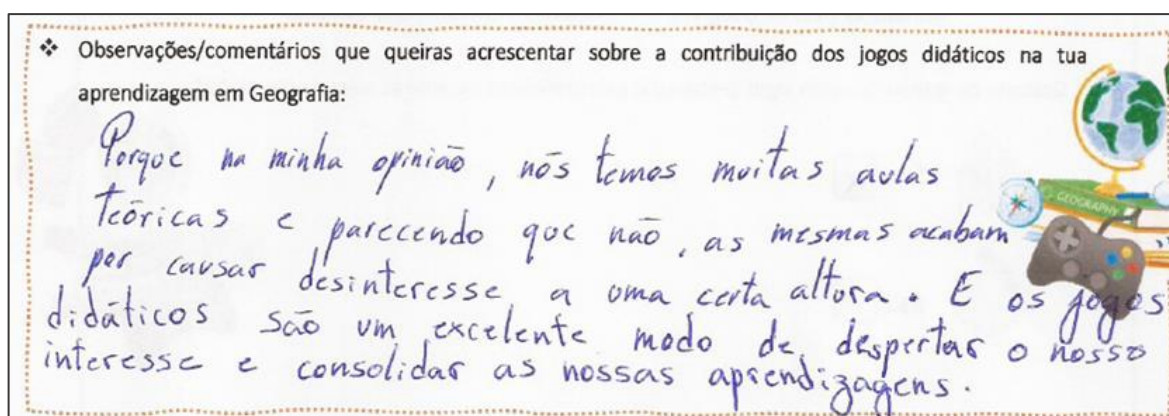 ❖ Observações/comentários que queiras acrescentar sobre a contribuição dos jogos didáticos na tua
aprendizagem em Geografia:
Porque na minha opinião, nós temos muitas aulas
teóricas e parecendo que não, as mesmas acabam
por causar desinteresse a uma certa altura. E os jogos
didáticos são um excelente modo de despertar o nosso
interesse e consolidar as nossas aprendizagens.
GEOGRAPHY